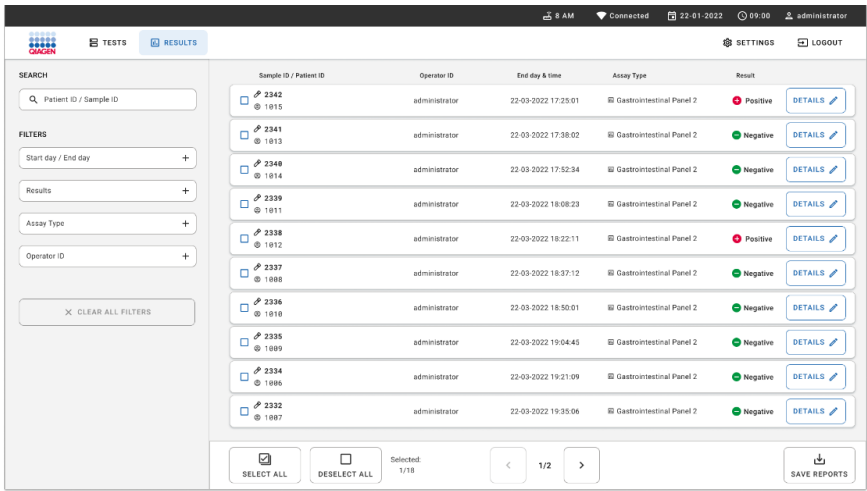 8 AM Connected 22-01-2022 09:00 administrator
QIAGEN TESTS RESULTS SETTINGS LOGOUT
SEARCH
Patient ID / Sample ID
FILTERS
Start day / End day +
Results +
Assay Type +
Operator ID +
CLEAR ALL FILTERS
Sample ID / Patient ID Operator ID End day & time Assay Type Result
2342
1015 administrator 22-03-2022 17:25:01 Gastrointestinal Panel 2 Positive DETAILS
2341
1013 administrator 22-03-2022 17:38:02 Gastrointestinal Panel 2 Negative DETAILS
2340
1014 administrator 22-03-2022 17:52:34 Gastrointestinal Panel 2 Negative DETAILS
2339
1011 administrator 22-03-2022 18:08:23 Gastrointestinal Panel 2 Negative DETAILS
2338
1012 administrator 22-03-2022 18:22:11 Gastrointestinal Panel 2 Positive DETAILS
2337
1008 administrator 22-03-2022 18:37:12 Gastrointestinal Panel 2 Negative DETAILS
2336
1010 administrator 22-03-2022 18:50:01 Gastrointestinal Panel 2 Negative DETAILS
2335
1009 administrator 22-03-2022 19:04:45 Gastrointestinal Panel 2 Negative DETAILS
2334
1006 administrator 22-03-2022 19:21:09 Gastrointestinal Panel 2 Negative DETAILS
2332
1007 administrator 22-03-2022 19:35:06 Gastrointestinal Panel 2 Negative DETAILS
SELECT ALL DESELECT ALL
Selected:
1/18
< 1/2 >
SAVE REPORTS